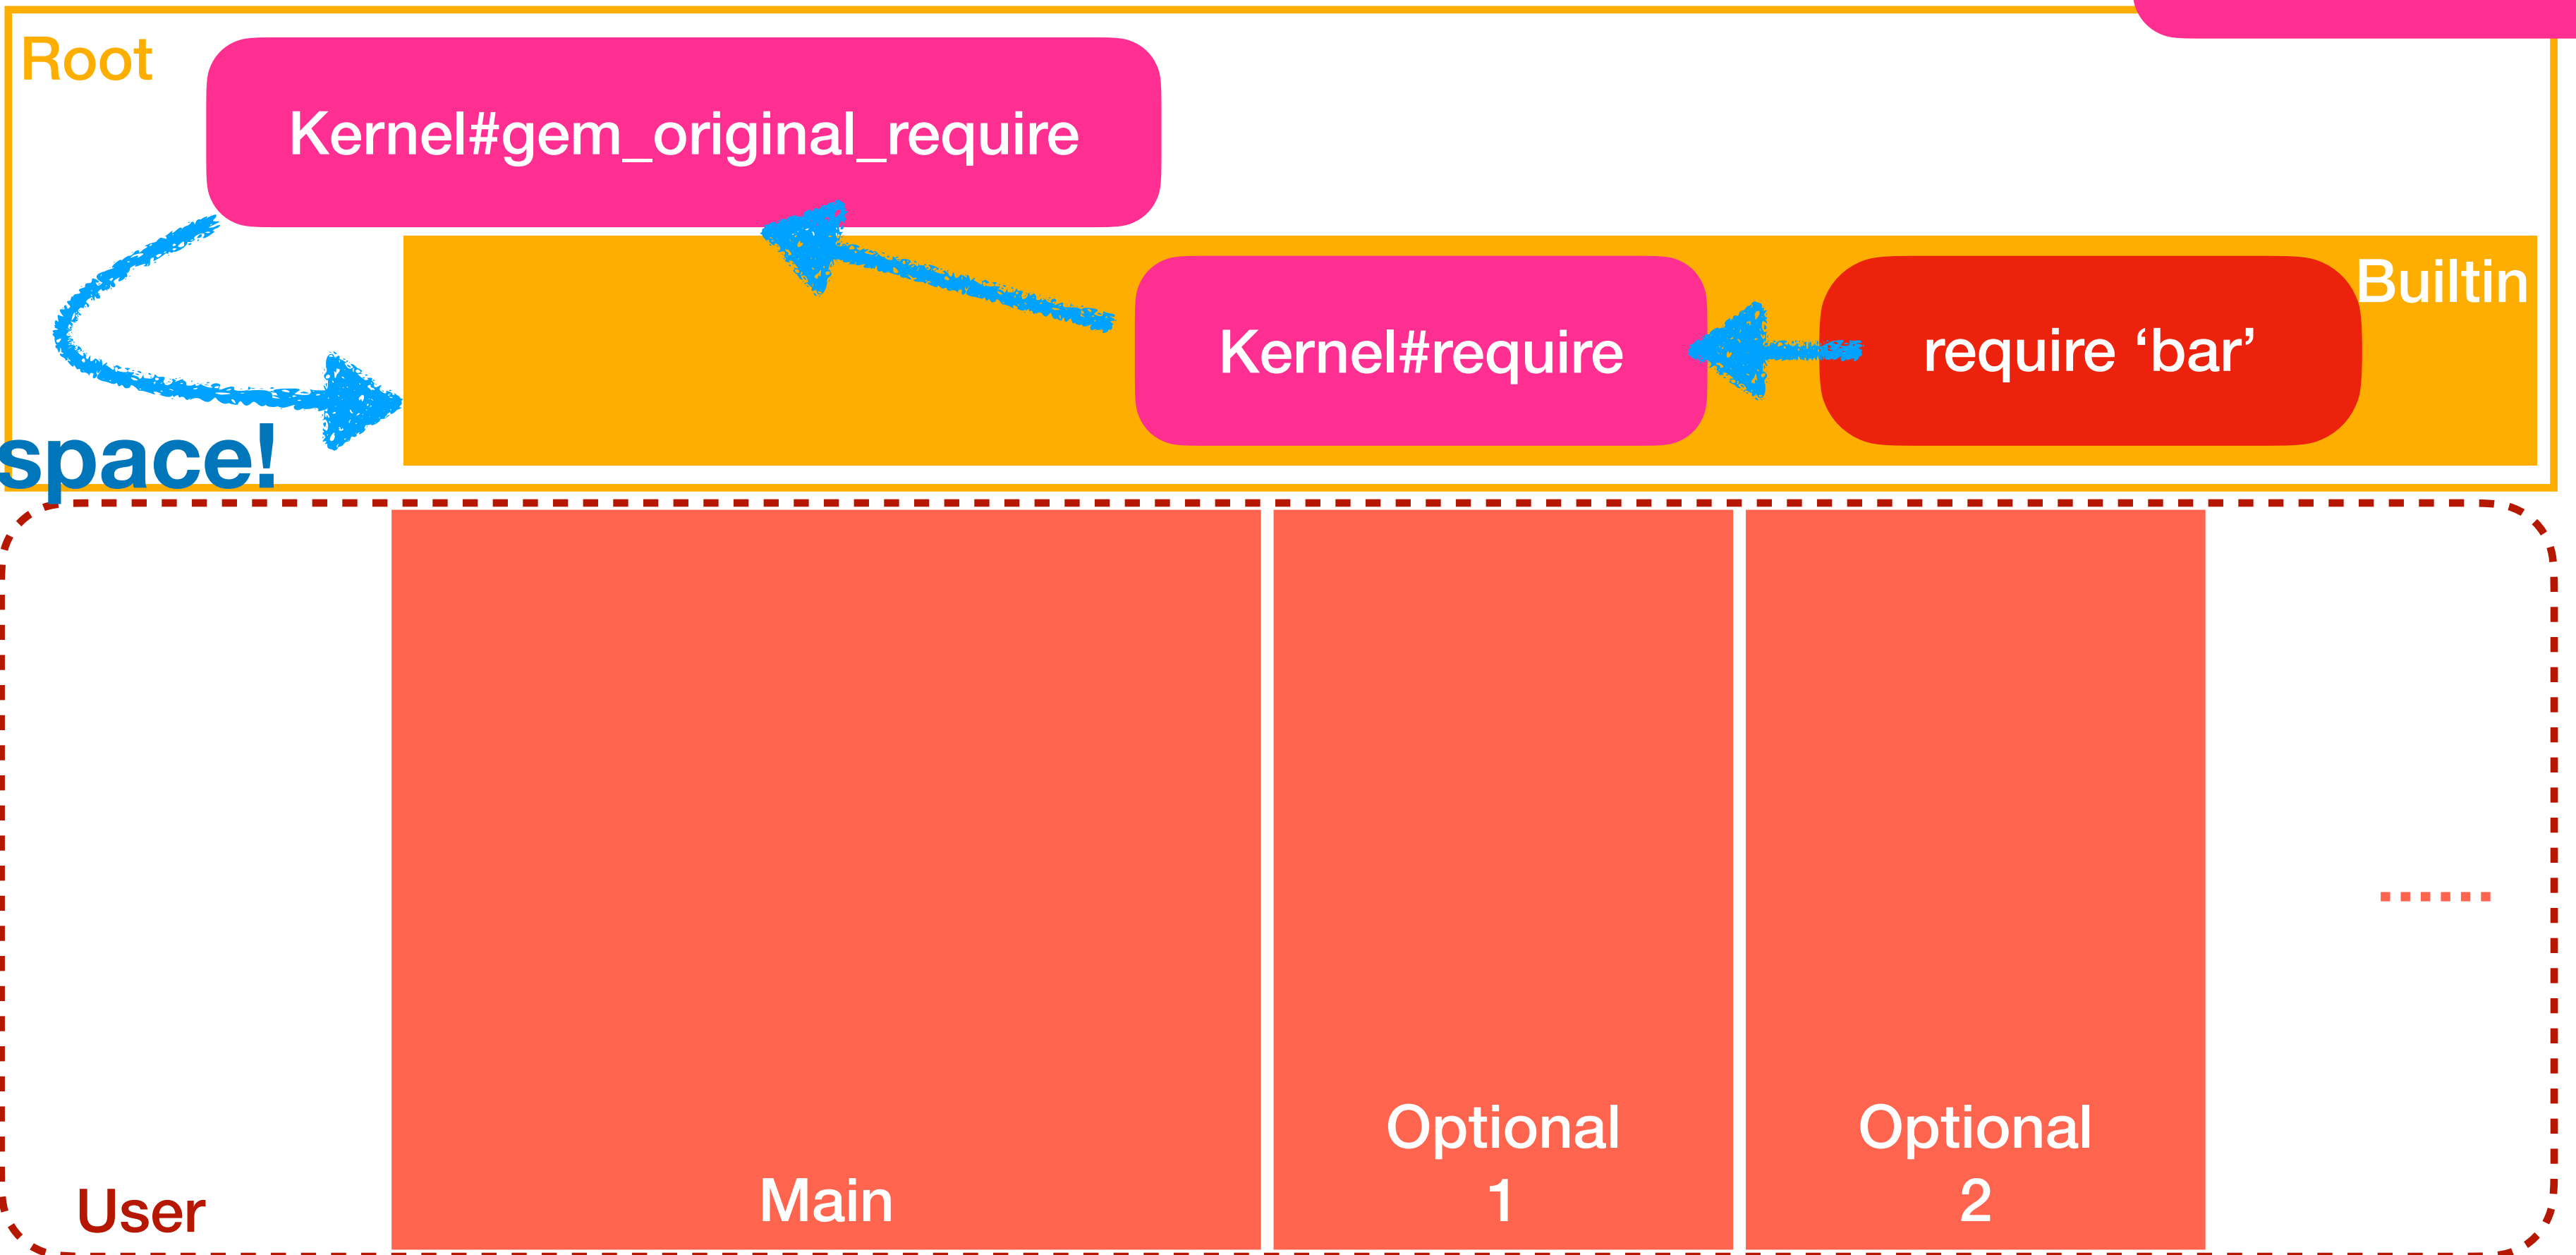 Root
Kernel#gem_original_require
Builtin
Kernel#require
require ‘bar’
space!
Optional
1
Optional
2
Main
User